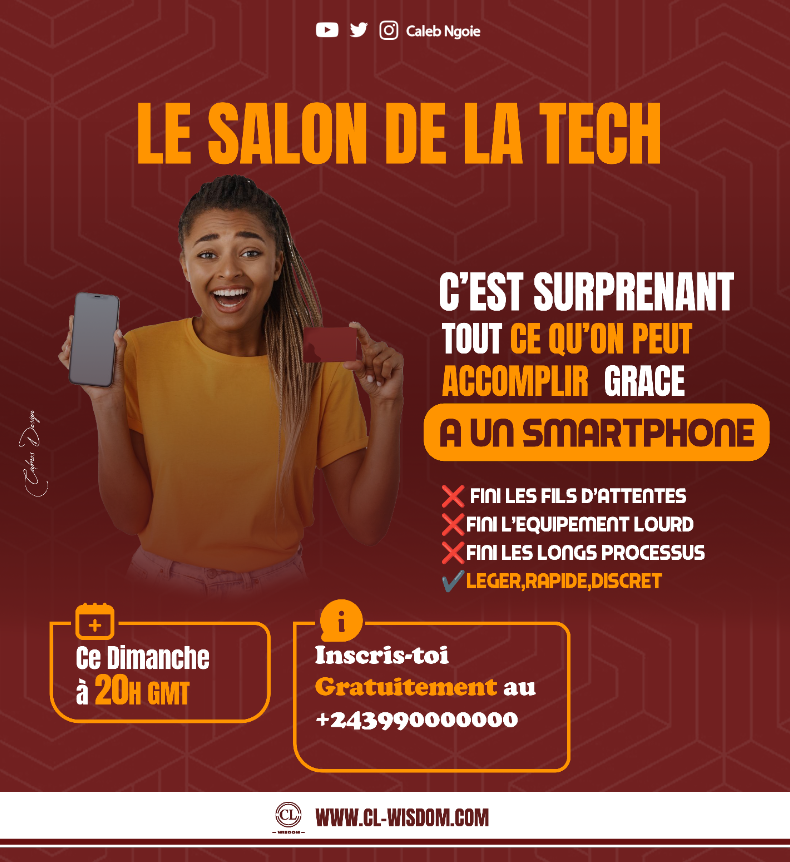 Caleb Ngoie
LE SALON DE LA TECH
C'EST SURPRENANT
TOUT CE QU'ON PEUT
ACCOMPLIR GRACE
A UN SMARTPHONE
FINI LES FILS D'ATTENTES
FINI L'EQUIPEMENT LOURD
FINI LES LONGS PROCESSUS
LEGER,RAPIDE,DISCRET
Ce Dimanche
à 20H GMT
Inscris-toi
Gratuitement au
+243990000000
CL
WISDOM
WWW.CL-WISDOM.COM